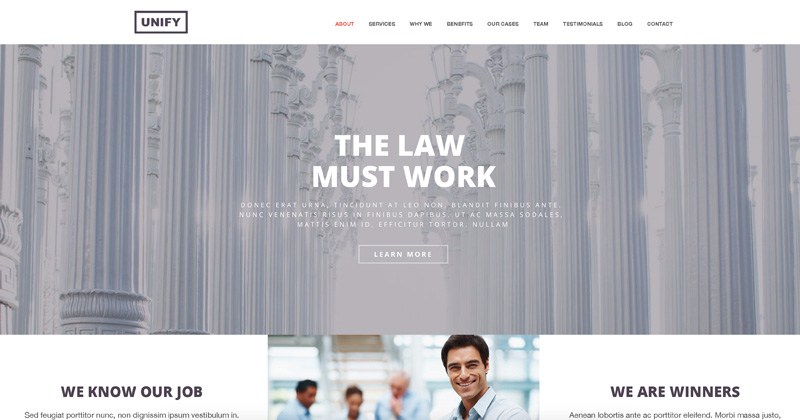 UNIFY
ABOUT SERVICES WHY WE BENEFITS OUR CASES TEAM TESTIMONIALS BLOG CONTACT
THE LAW
MUST WORK
DONEC ERAT URNA, TINCIDUNT AT LEO NON, BLANDIT FINIBUS ANTE.
NUNC VENENATIS RISUS IN FINIBUS DAPIBUS. UT AC MASSA SODALES,
MATTIS ENIM ID, EFFICITUR TORTOR. NULLAM
LEARN MORE
WE KNOW OUR JOB
Sed feugiat porttitor nunc, non dignissim ipsum vestibulum in.
WE ARE WINNERS
Aenean lobortis ante ac porttitor eleifend. Morbi massa justo,